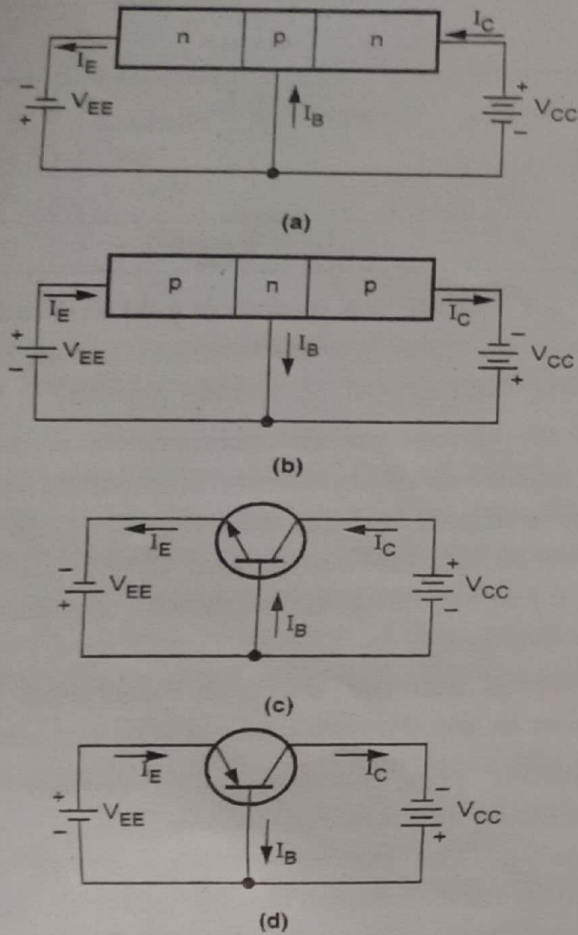 n p n
I_E I_C
I_B
− +
V_EE V_CC
+ −
(a)
p n p
I_E I_C
I_B
+ −
V_EE V_CC
− +
(b)
I_E I_C
− +
V_EE V_CC
+ −
I_B
(c)
I_E I_C
+ −
V_EE V_CC
− +
I_B
(d)